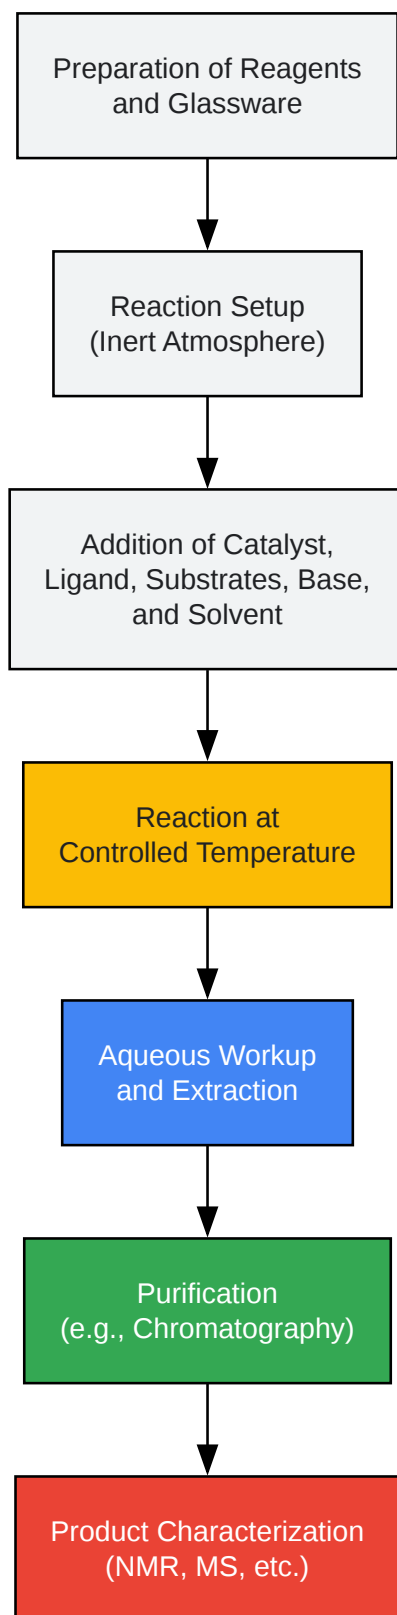 Preparation of Reagents
and Glassware
Reaction Setup
(Inert Atmosphere)
Addition of Catalyst,
Ligand, Substrates, Base,
and Solvent
Reaction at
Controlled Temperature
Aqueous Workup
and Extraction
Purification
(e.g., Chromatography)
Product Characterization
(NMR, MS, etc.)